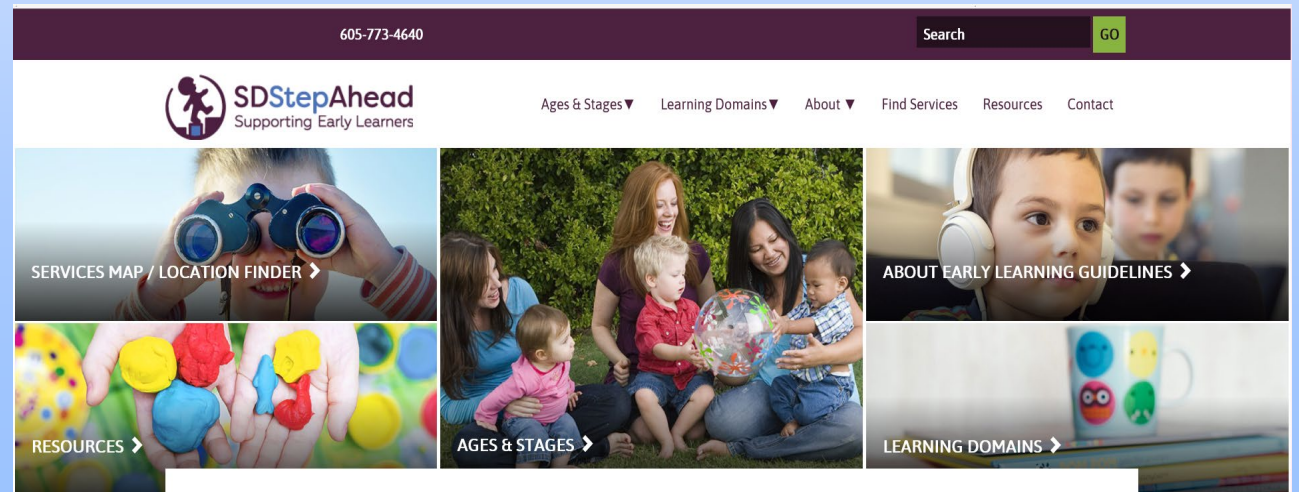 605-773-4640
Search
GO
SDStepAhead
Supporting Early Learners
Ages & Stages▼
Learning Domains▼
About ▼
Find Services
Resources
Contact
SERVICES MAP / LOCATION FINDER
ABOUT EARLY LEARNING GUIDELINES
RESOURCES
AGES & STAGES
LEARNING DOMAINS